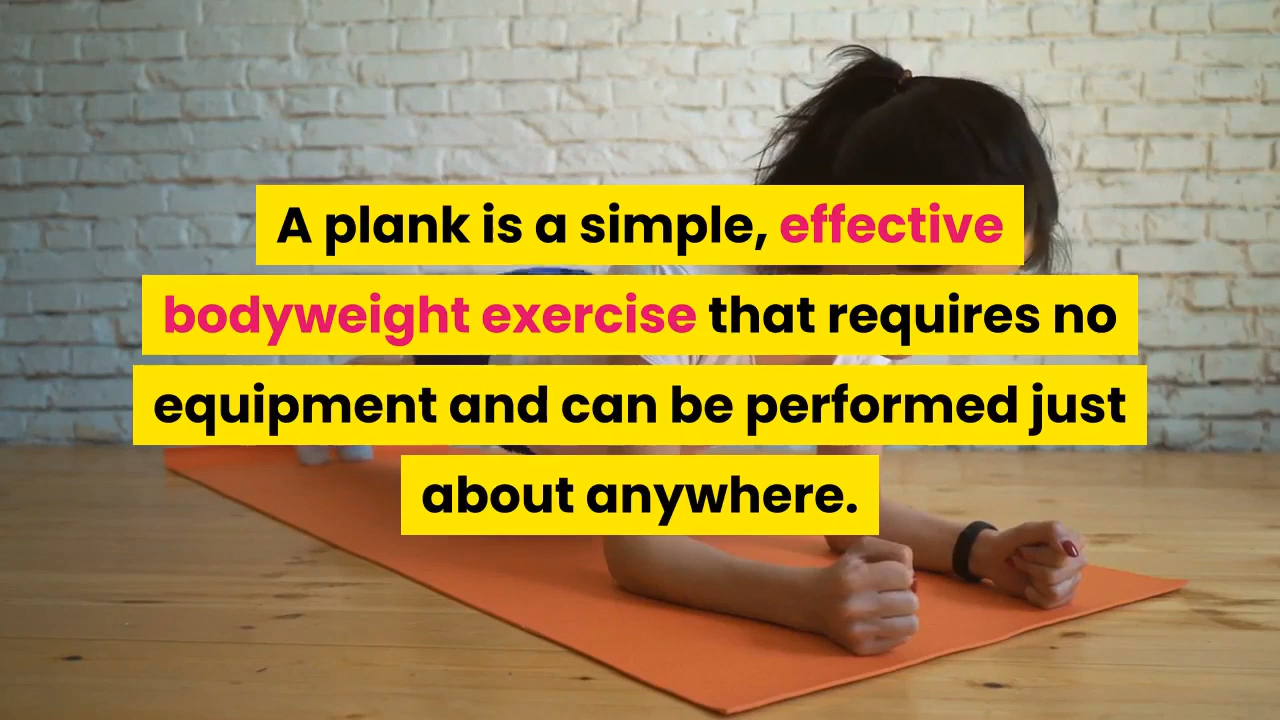 A plank is a simple, effective
bodyweight exercise that requires no
equipment and can be performed just
about anywhere.